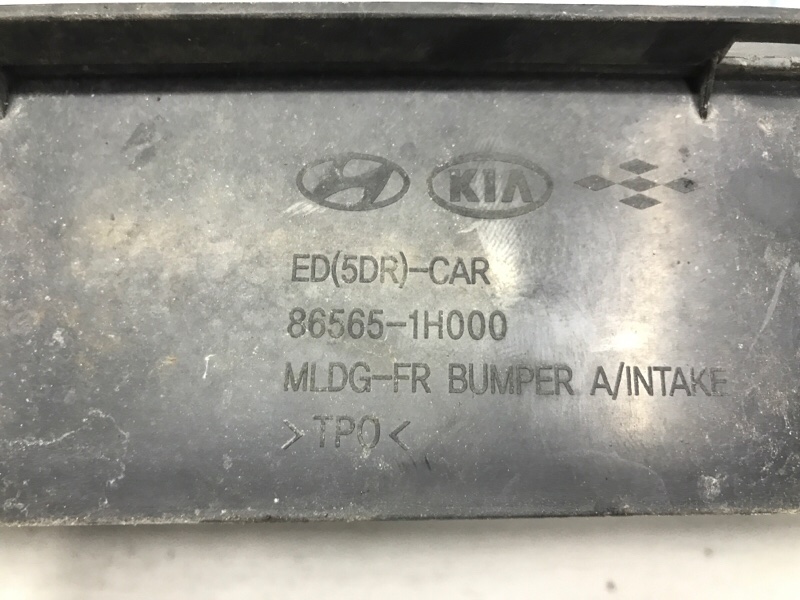 KIA
ED(5DR)-CAR
86565-1H000
MLDG-FR BUMPER A/INTAKE
>TPO<